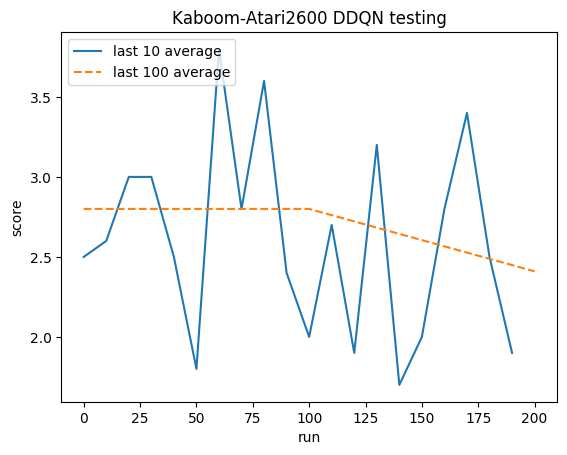 Kaboom-Atari2600 DDQN testing
last 10 average
last 100 average
3.5
3.0
2.5
2.0
score
0 25 50 75 100 125 150 175 200
run